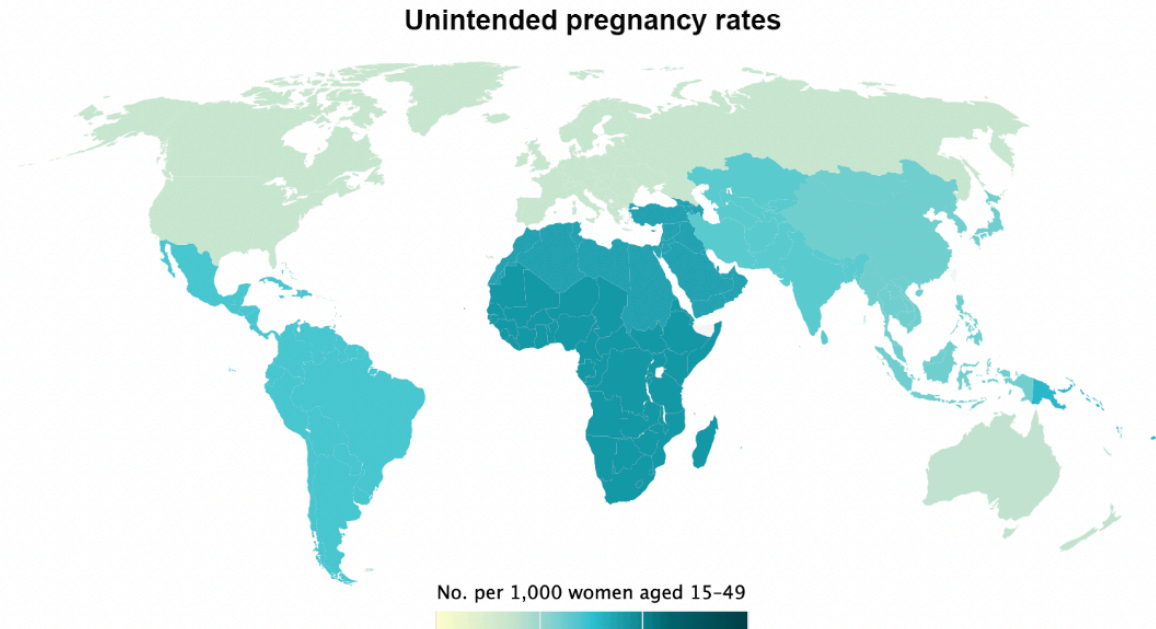 Unintended pregnancy rates
No. per 1,000 women aged 15–49